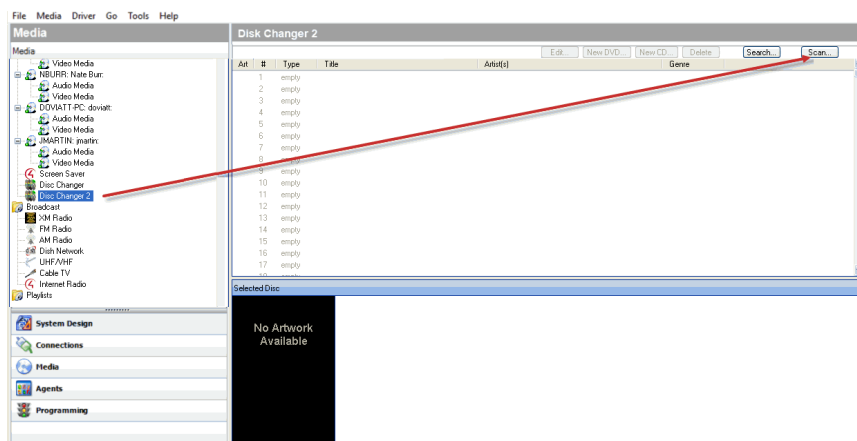 File Media Driver Go Tools Help
Media
Disk Changer 2
Media
Edit... New DVD... New CD... Delete Search... Scan...
Art # Type Title Artist(s) Genre
Video Media
NBURR: Nate Burr:
Audio Media
Video Media
DOVIATT-PC: doviatt:
Audio Media
Video Media
JMARTIN: jmartin:
Audio Media
Video Media
Screen Saver
Disc Changer
Disc Changer 2
Broadcast
XM Radio
FM Radio
AM Radio
Dish Network
UHF/VHF
Cable TV
Internet Radio
Playlists
1 empty
2 empty
3 empty
4 empty
5 empty
6 empty
7 empty
8 empty
9 empty
10 empty
11 empty
12 empty
13 empty
14 empty
15 empty
16 empty
17 empty
Selected Disc
No Artwork
Available
System Design
Connections
Media
Agents
Programming